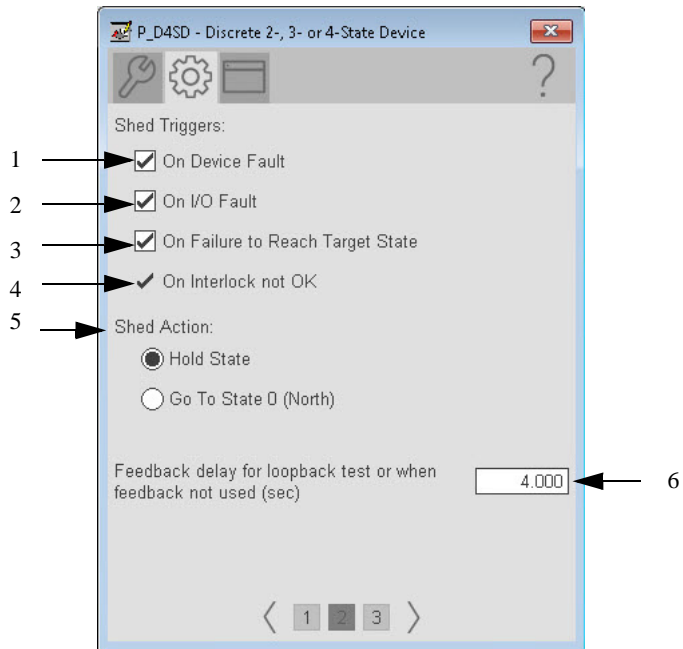 P_D4SD - Discrete 2-, 3- or 4-State Device
?
Shed Triggers:
1 On Device Fault
2 On I/O Fault
3 On Failure to Reach Target State
4 On Interlock not OK
5 Shed Action:
Hold State
Go To State 0 (North)
Feedback delay for loopback test or when
feedback not used (sec)
4.000 6
1 2 3